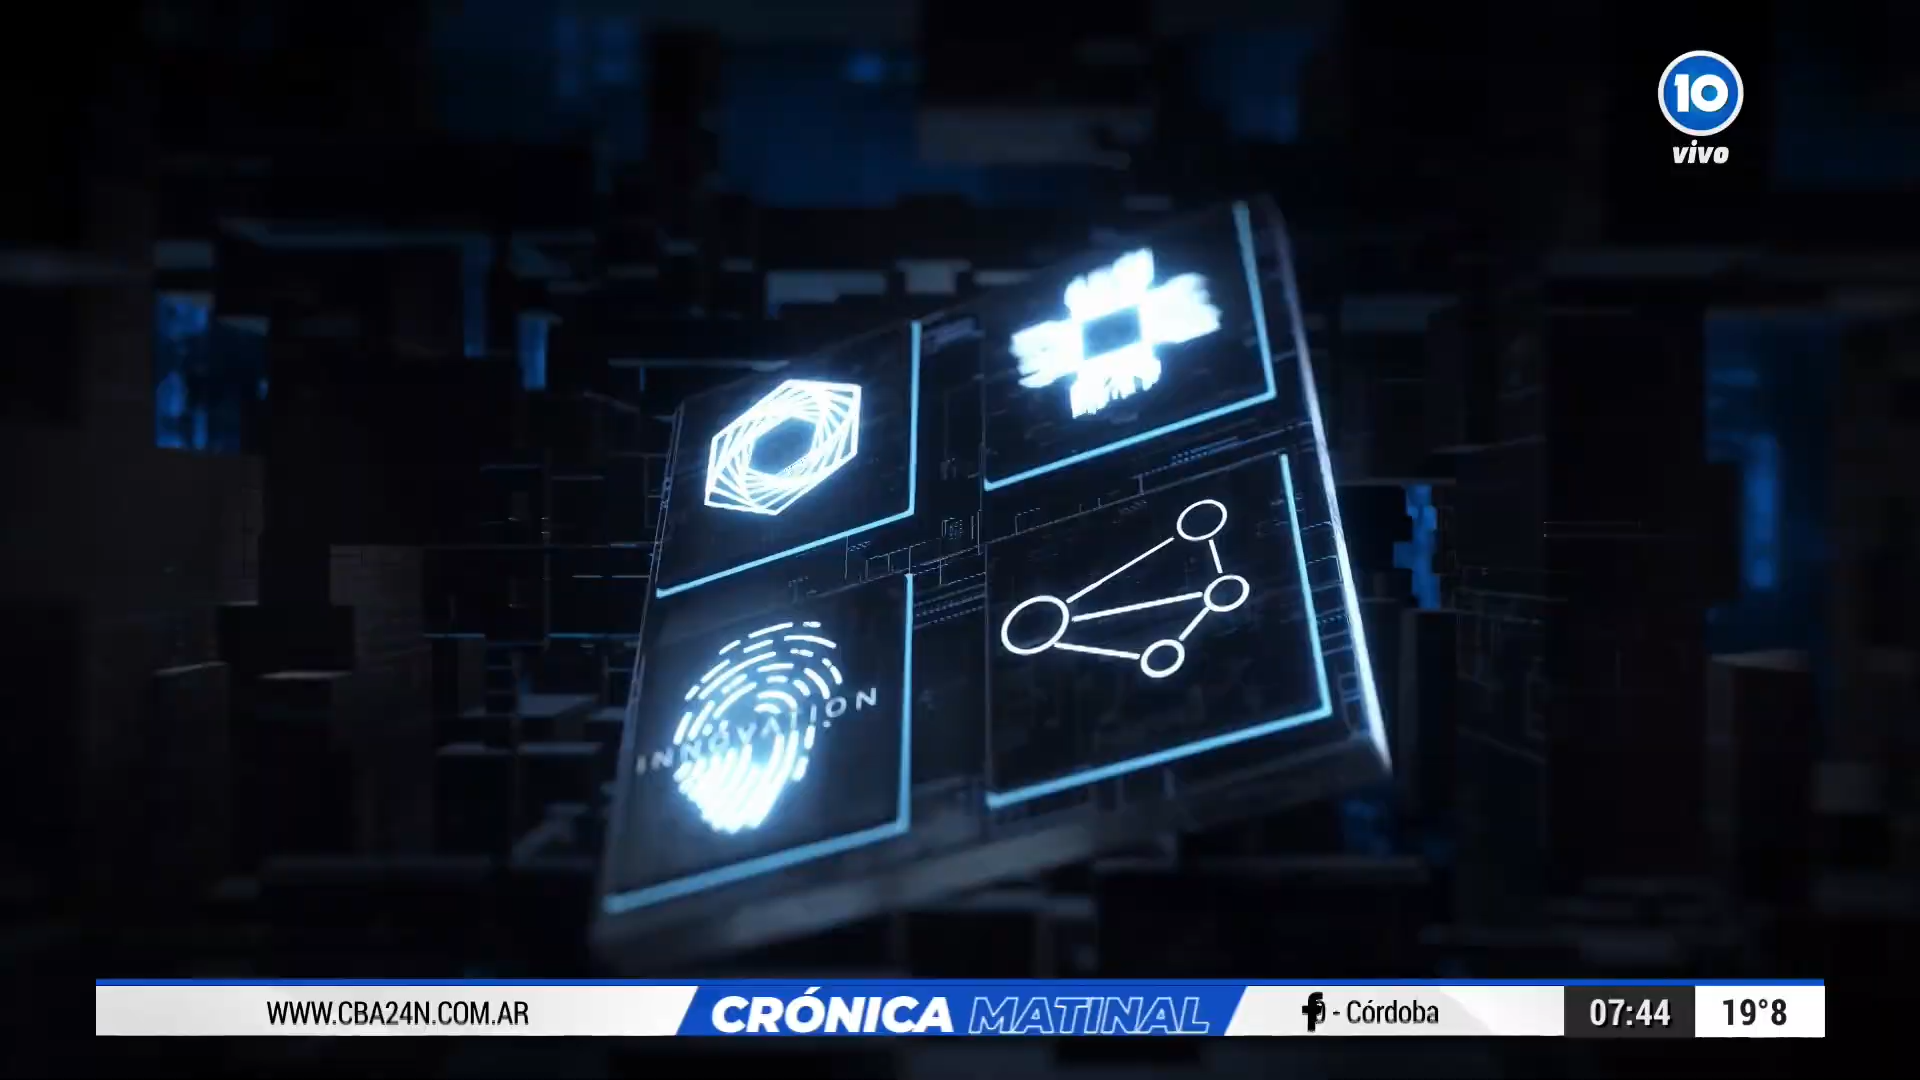 10
vivo
INNOVATION
WWW.CBA24N.COM.AR
CRÓNICA MATINAL
- Córdoba
07:44
19°8